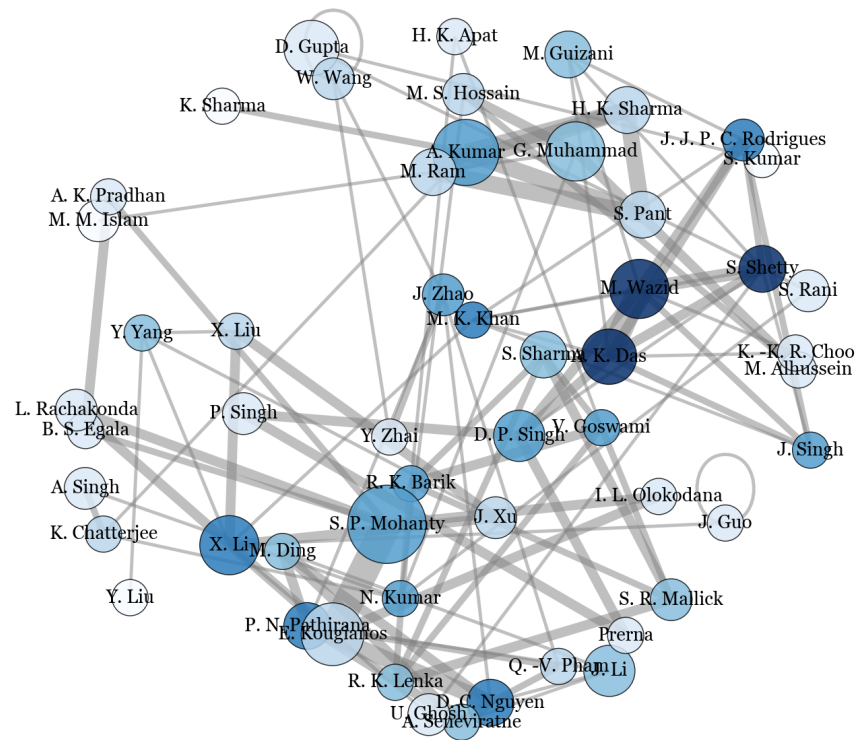 D. Gupta
H. K. Apat
M. Guizani
W. Wang
M. S. Hossain
K. Sharma
H. K. Sharma
J. J. P. C. Rodrigues
A. Kumar
G. Muhammad
S. Kumar
M. Ram
A. K. Pradhan
M. M. Islam
S. Pant
S. Shetty
M. Wazid
S. Rani
J. Zhao
M. K. Khan
Y. Yang
X. Liu
S. Sharma
A. K. Das
K. -K. R. Choo
M. Alhussein
L. Rachakonda
B. S. Egala
P. Singh
Y. Zhai
D. P. Singh
V. Goswami
J. Singh
A. Singh
R. K. Barik
I. L. Olokodana
K. Chatterjee
S. P. Mohanty
J. Xu
J. Guo
X. Li
M. Ding
Y. Liu
N. Kumar
S. R. Mallick
P. N. Pathirana
E. Kougianos
Prerna
Q. -V. Pham
J. Li
R. K. Lenka
D. C. Nguyen
U. Ghosh
A. Seneviratne